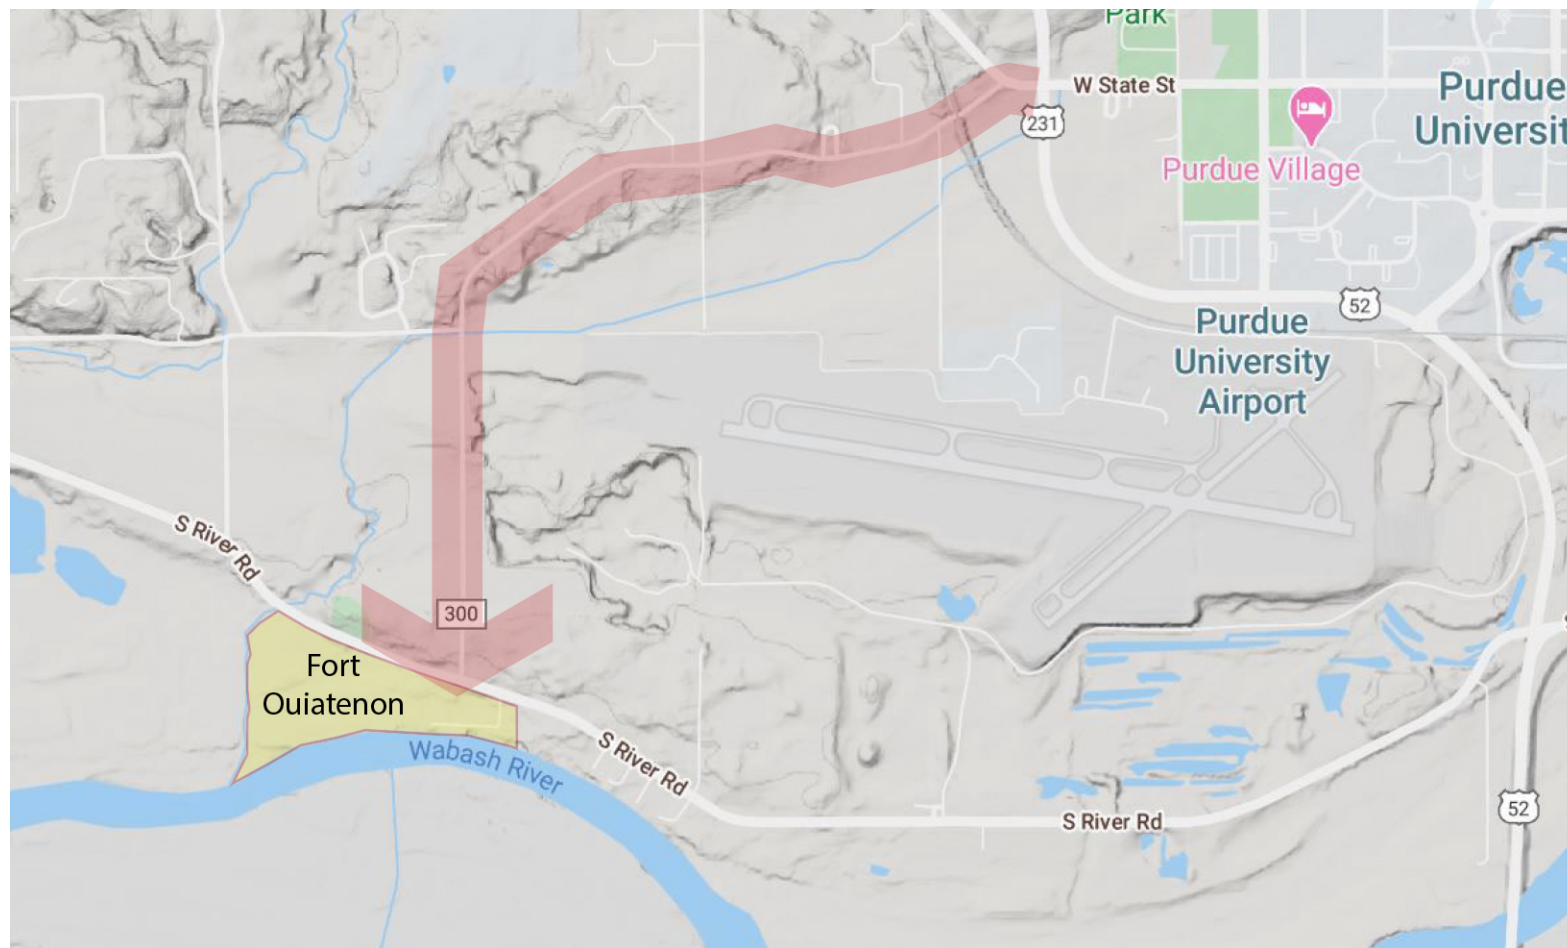 Park
W State St
Purdue
Universit
231
Purdue Village
52
Purdue
University
Airport
S River Rd
300
Fort
Ouiatenon
Wabash River
S River Rd
S River Rd
52